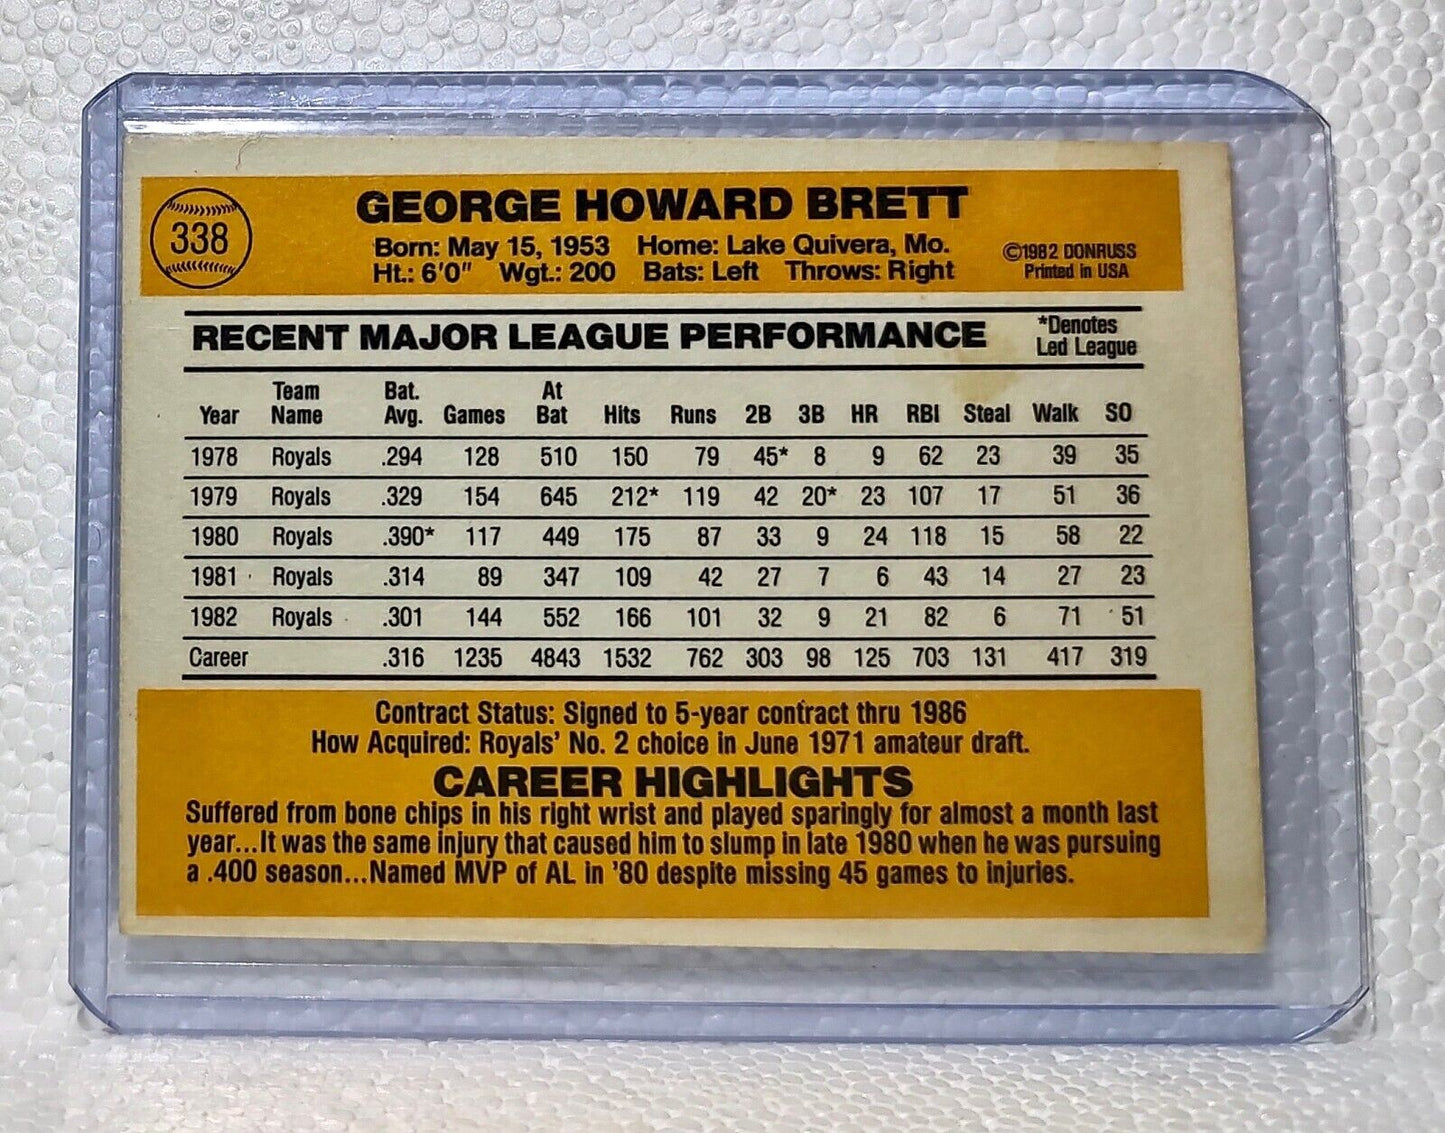 338
GEORGE HOWARD BRETT
Born: May 15, 1953 Home: Lake Quivera, Mo.
Ht.: 6'0" Wgt.: 200 Bats: Left Throws: Right
©1982 DONRUSS
Printed in USA
RECENT MAJOR LEAGUE PERFORMANCE
*Denotes
Led League
Year Team Name Bat. Avg. Games At Bat Hits Runs 2B 3B HR RBI Steal Walk SO
1978 Royals .294 128 510 150 79 45* 8 9 62 23 39 35
1979 Royals .329 154 645 212* 119 42 20* 23 107 17 51 36
1980 Royals .390* 117 449 175 87 33 9 24 118 15 58 22
1981 Royals .314 89 347 109 42 27 7 6 43 14 27 23
1982 Royals .301 144 552 166 101 32 9 21 82 6 71 51
Career .316 1235 4843 1532 762 303 98 125 703 131 417 319
Contract Status: Signed to 5-year contract thru 1986
How Acquired: Royals' No. 2 choice in June 1971 amateur draft.
CAREER HIGHLIGHTS
Suffered from bone chips in his right wrist and played sparingly for almost a month last
year...It was the same injury that caused him to slump in late 1980 when he was pursuing
a .400 season...Named MVP of AL in '80 despite missing 45 games to injuries.